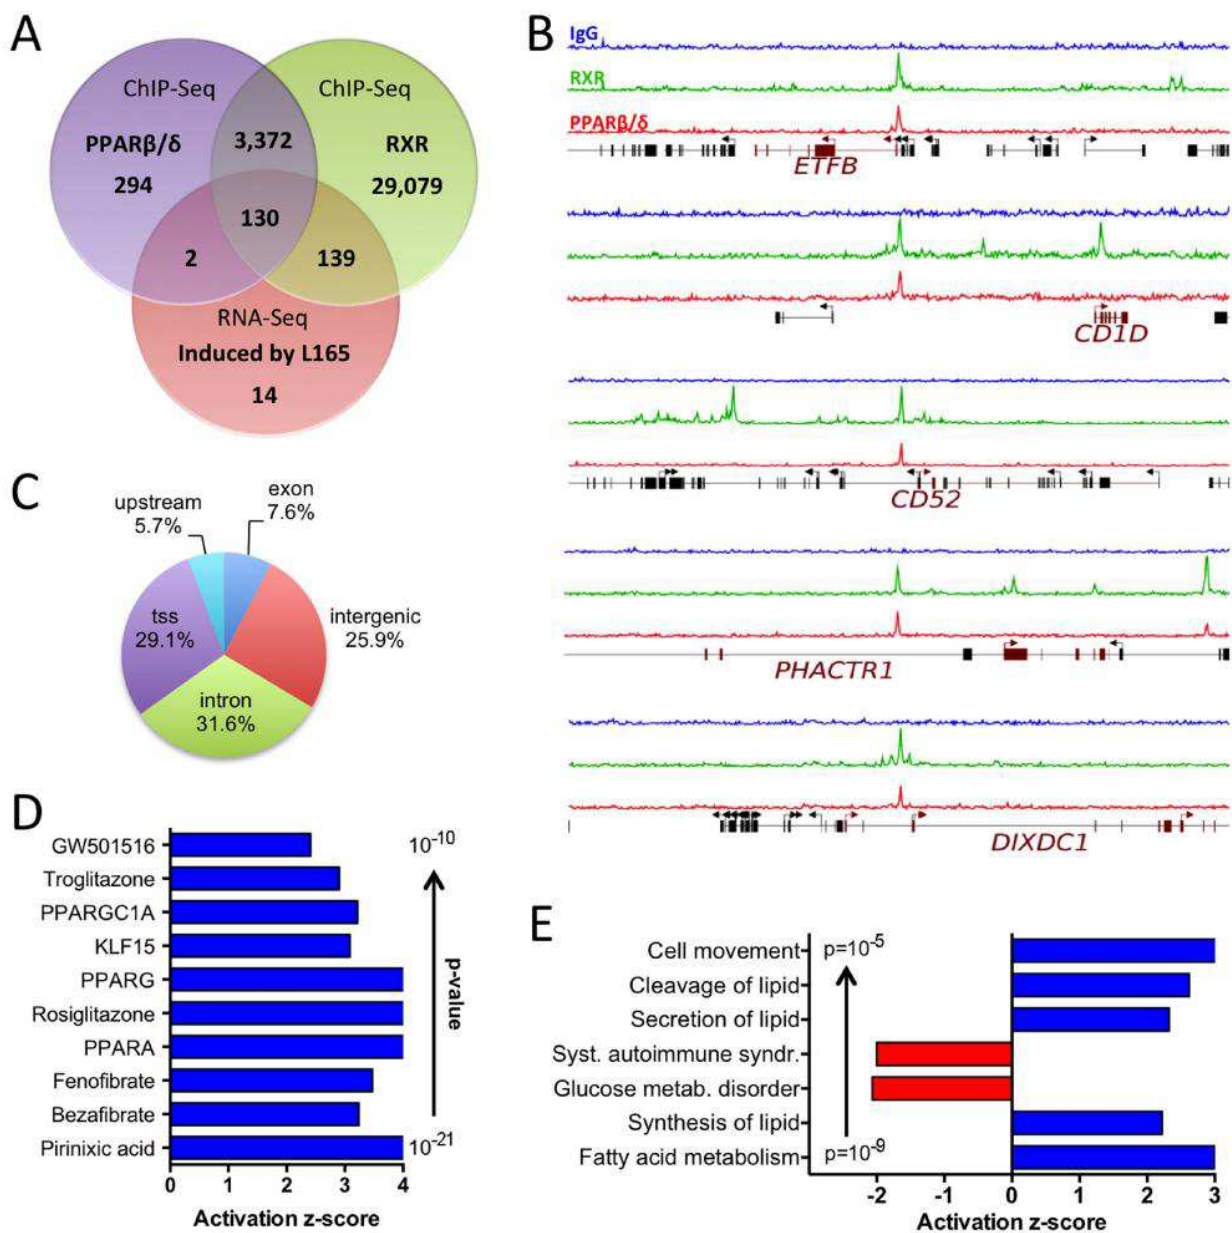 A
ChIP-Seq
ChIP-Seq
PPARβ/δ
3,372
RXR
294
29,079
130
2
139
RNA-Seq
Induced by L165
14
B
IgG
RXR
PPARβ/δ
ETFB
CD1D
CD52
PHACTR1
DIXDC1
C
upstream
5.7%
exon
7.6%
tss
29.1%
intergenic
25.9%
intron
31.6%
D
GW501516
Troglitazone
PPARGC1A
KLF15
PPARG
Rosiglitazone
PPARA
Fenofibrate
Bezafibrate
Pirinixic acid
10-10
p-value
10-21
0 1 2 3 4
Activation z-score
E
Cell movement
Cleavage of lipid
Secretion of lipid
Syst. autoimmune syndr.
Glucose metab. disorder
Synthesis of lipid
Fatty acid metabolism
p=10-5
p=10-9
-2 -1 0 1 2 3
Activation z-score